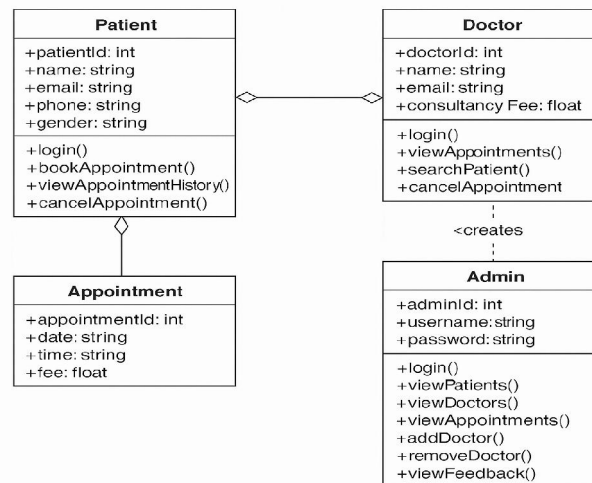 Patient
+patientId: int
+name: string
+email: string
+phone: string
+gender: string
+login()
+bookAppointment()
+viewAppointmentHistory()
+cancelAppointment()
Doctor
+doctorId: int
+name: string
+email: string
+consultancy Fee: float
+login()
+viewAppointments()
+searchPatient()
+cancelAppointment
<creates
Appointment
+appointmentId: int
+date: string
+time: string
+fee: float
Admin
+adminId: int
+username: string
+password: string
+login()
+viewPatients()
+viewDoctors()
+viewAppointments()
+addDoctor()
+removeDoctor()
+viewFeedback()